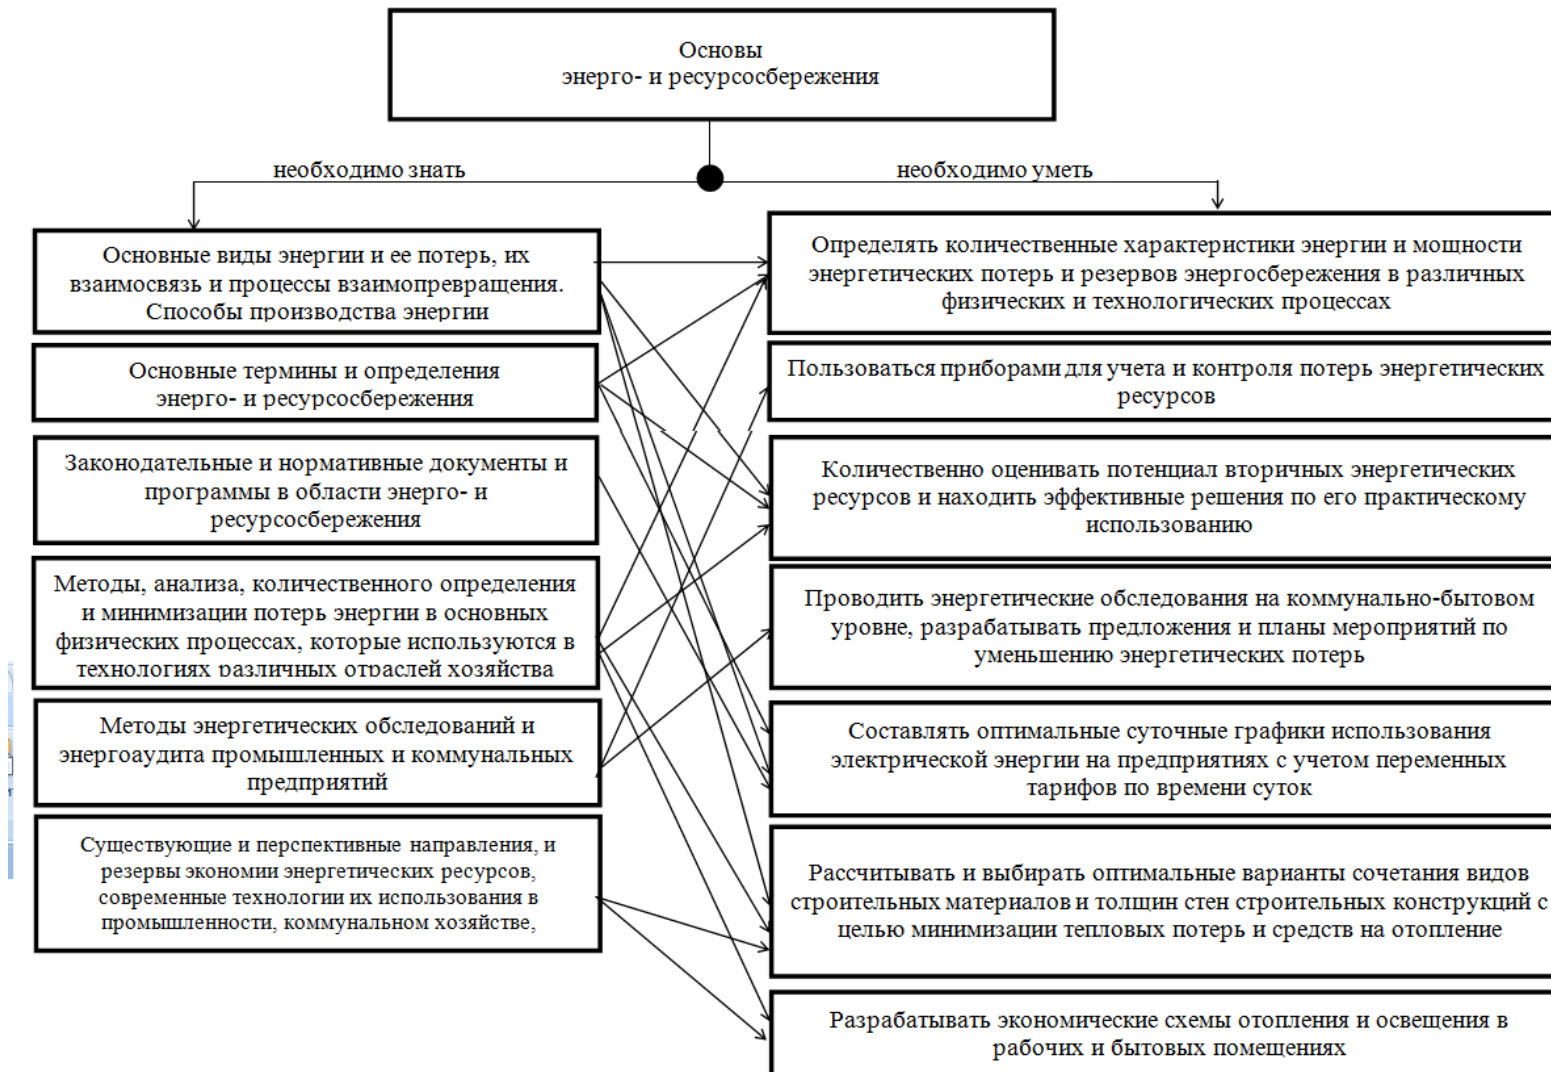 Основы
энерго- и ресурсосбережения
необходимо знать
необходимо уметь
Основные виды энергии и ее потерь, их
взаимосвязь и процессы взаимопревращения.
Способы производства энергии
Основные термины и определения
энерго- и ресурсосбережения
Законодательные и нормативные документы и
программы в области энерго- и
ресурсосбережения
Методы, анализа, количественного определения
и минимизации потерь энергии в основных
физических процессах, которые используются в
технологиях различных отраслей хозяйства
Методы энергетических обследований и
энергоаудита промышленных и коммунальных
предприятий
Существующие и перспективные направления, и
резервы экономии энергетических ресурсов,
современные технологии их использования в
промышленности, коммунальном хозяйстве,
Определять количественные характеристики энергии и мощности
энергетических потерь и резервов энергосбережения в различных
физических и технологических процессах
Пользоваться приборами для учета и контроля потерь энергетических
ресурсов
Количественно оценивать потенциал вторичных энергетических
ресурсов и находить эффективные решения по его практическому
использованию
Проводить энергетические обследования на коммунально-бытовом
уровне, разрабатывать предложения и планы мероприятий по
уменьшению энергетических потерь
Составлять оптимальные суточные графики использования
электрической энергии на предприятиях с учетом переменных
тарифов по времени суток
Рассчитывать и выбирать оптимальные варианты сочетания видов
строительных материалов и толщин стен строительных конструкций с
целью минимизации тепловых потерь и средств на отопление
Разрабатывать экономические схемы отопления и освещения в
рабочих и бытовых помещениях